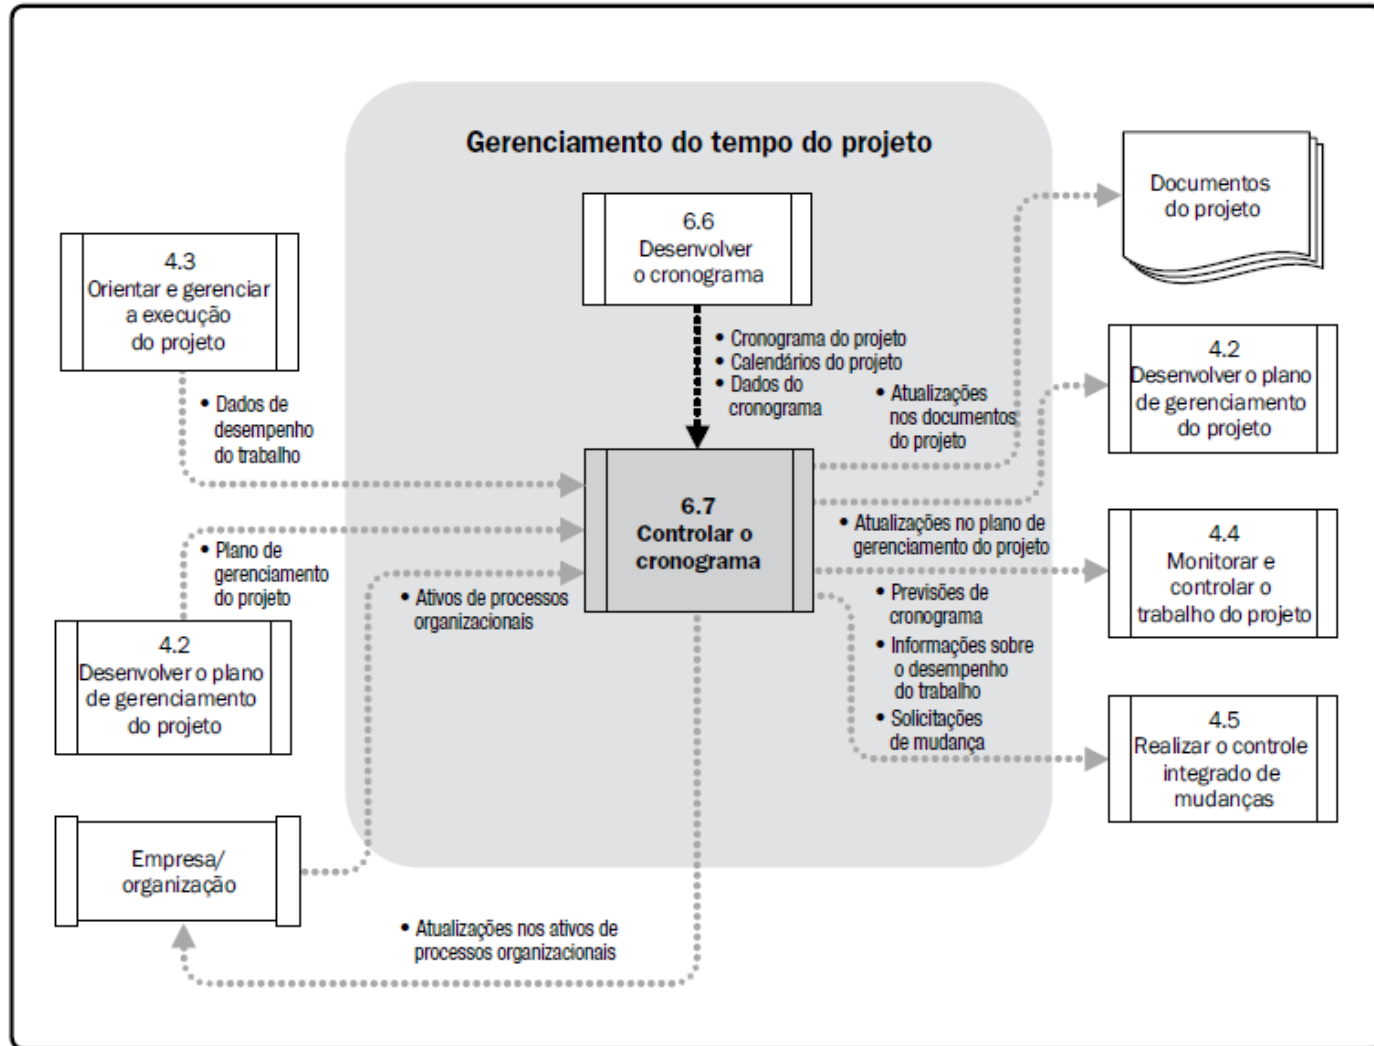 Gerenciamento do tempo do projeto
6.6
Desenvolver
o cronograma
Documentos
do projeto
4.3
Orientar e gerenciar
a execução
do projeto
• Cronograma do projeto
• Calendários do projeto
• Dados do
cronograma
• Dados de
desempenho
do trabalho
• Atualizações
nos documentos
do projeto
4.2
Desenvolver o plano
de gerenciamento
do projeto
6.7
Controlar o
cronograma
• Plano de
gerenciamento
do projeto
• Ativos de processos
organizacionais
• Atualizações no plano de
gerenciamento do projeto
4.4
Monitorar e
controlar o
trabalho do projeto
• Previsões de
cronograma
• Informações sobre
o desempenho
do trabalho
• Solicitações
de mudança
4.2
Desenvolver o plano
de gerenciamento
do projeto
4.5
Realizar o controle
integrado de
mudanças
Empresa/
organização
• Atualizações nos ativos de
processos organizacionais